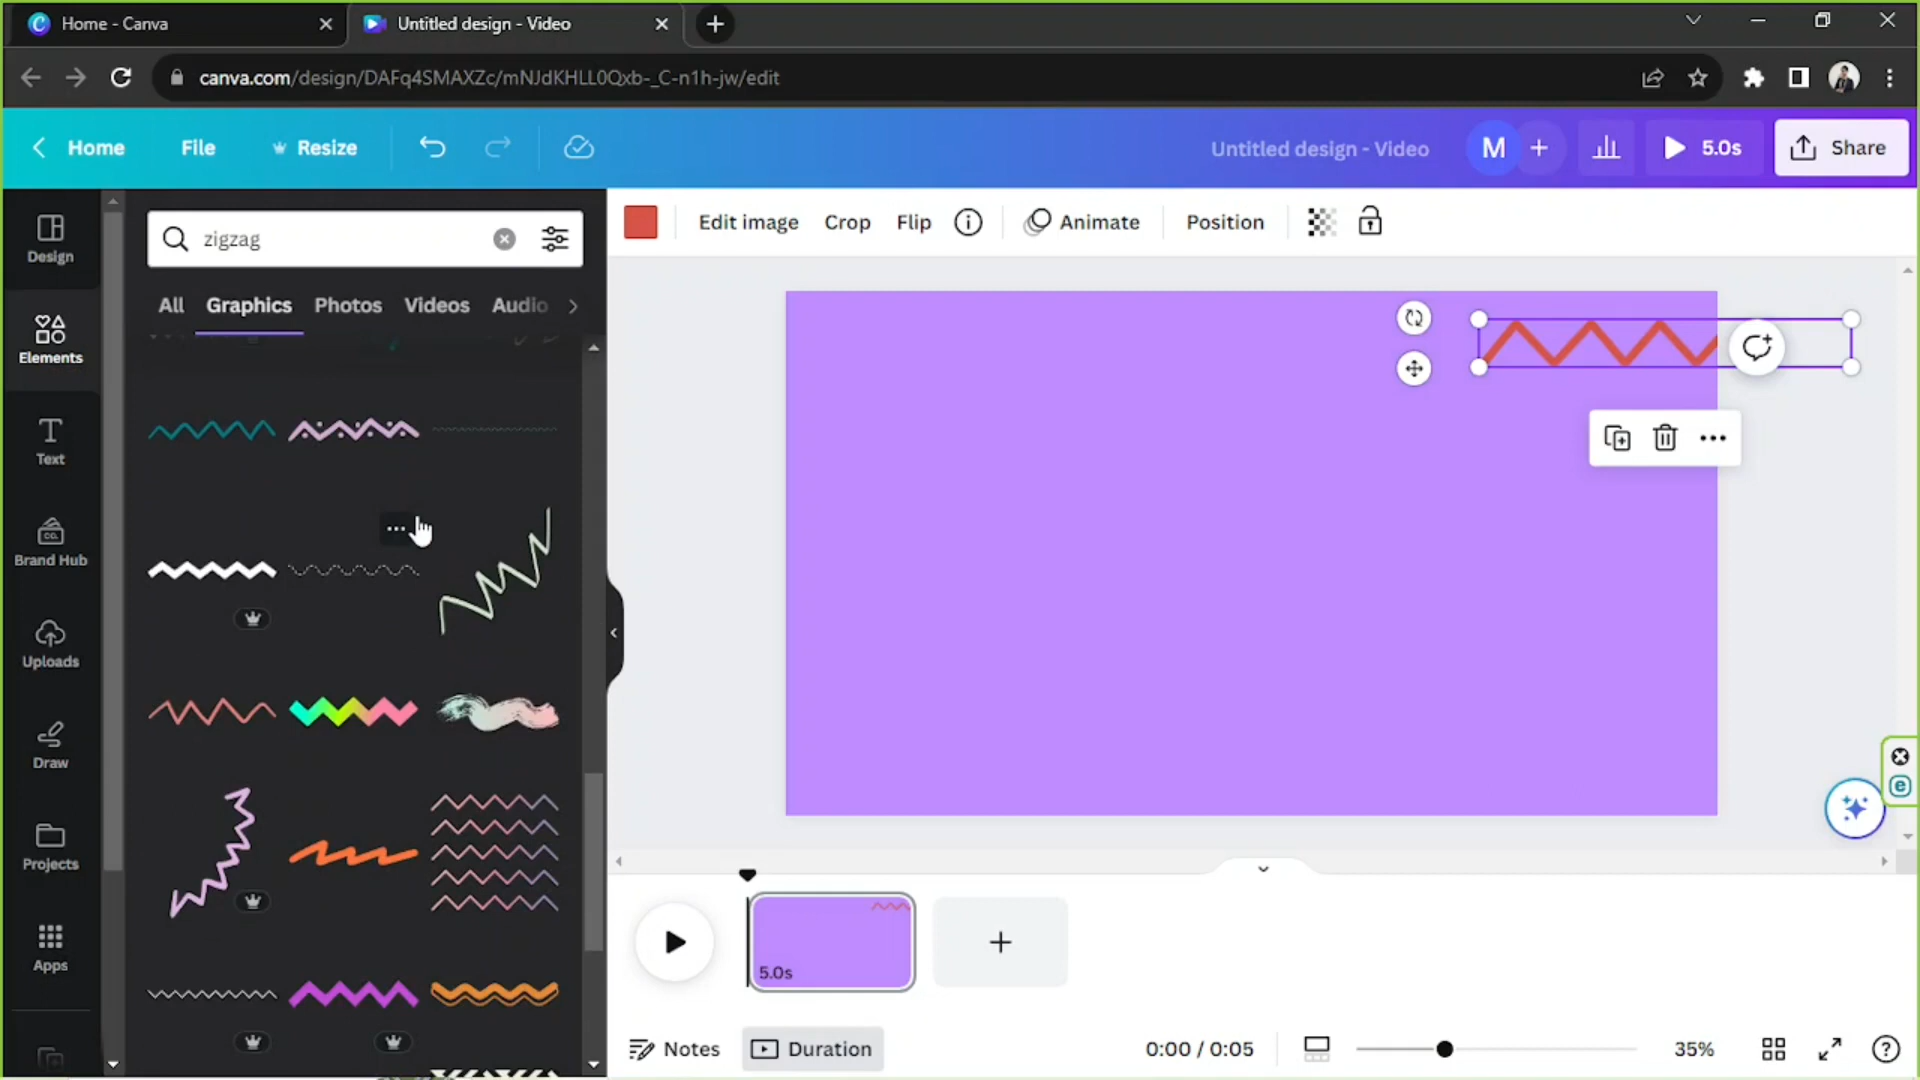 Home - Canva
Untitled design - Video
canva.com/design/DAFq4SMAXZc/mNJdKHLL0Qxb-_C-n1h-jw/edit
Home
File
Resize
Untitled design - Video
M
5.0s
Share
Design
Elements
Text
Brand Hub
CO.
Uploads
Draw
Projects
Apps
zigzag
All
Graphics
Photos
Videos
Audio
Edit image
Crop
Flip
Animate
Position
5.0s
Notes
Duration
0:00 / 0:05
35%